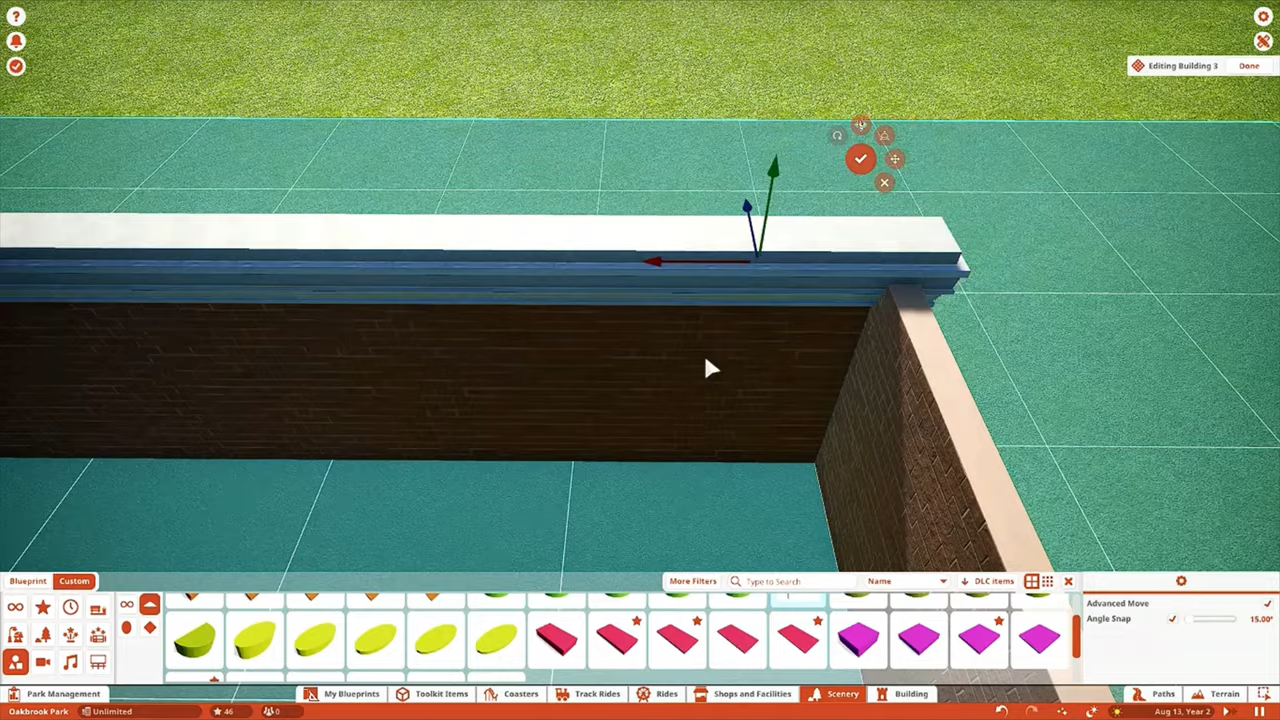 ?
Editing Building 3 Done
Blueprint Custom
More Filters Type to Search Name DLC items
Advanced Move
Angle Snap 15.00°
Park Management My Blueprints Toolkit Items Coasters Track Rides Rides Shops and Facilities Scenery Building Paths Terrain
Oakbrook Park Unlimited 46 0 Aug 13, Year 2